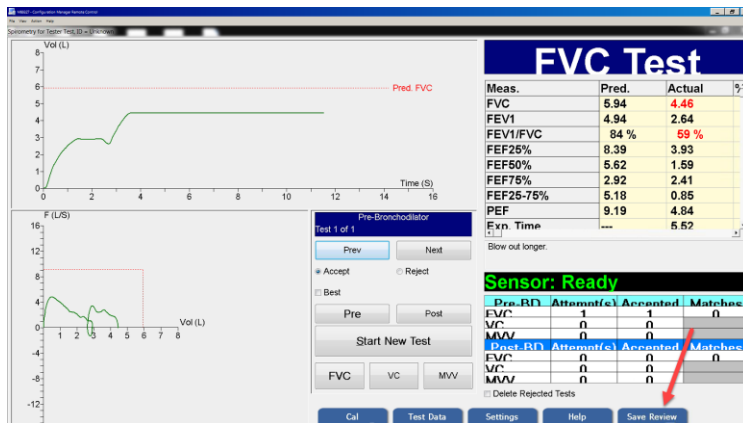 File View Action Help
Spirometry for Tester Test, ID = Unknown
Vol (L)
8
7
6
5
4
3
2
1
0
Pred. FVC
Time (S)
0 2 4 6 8 10 12 14 16
F (L/S)
16
12
8
4
0
-4
-8
-12
1 2 3 4 5 6 7 8
Vol (L)
Pre-Bronchodilator
Test 1 of 1
Prev Next
Accept Reject
Best
Pre Post
Start New Test
FVC VC MVV
FVC Test
Meas. Pred. Actual %
FVC 5.94 4.46
FEV1 4.94 2.64
FEV1/FVC 84 % 59 %
FEF25% 8.39 3.93
FEF50% 5.62 1.59
FEF75% 2.92 2.41
FEF25-75% 5.18 0.85
PEF 9.19 4.84
Exp. Time --- 5.52
Blow out longer.
Sensor: Ready
Pre-BD Attempt(s) Accepted Matches
FVC 1 1 0
VC 0 0
MVV 0 0
Post-BD Attempt(s) Accepted Matches
FVC 0 0 0
VC 0 0
MVV 0 0
Delete Rejected Tests
Cal Test Data Settings Help Save Review